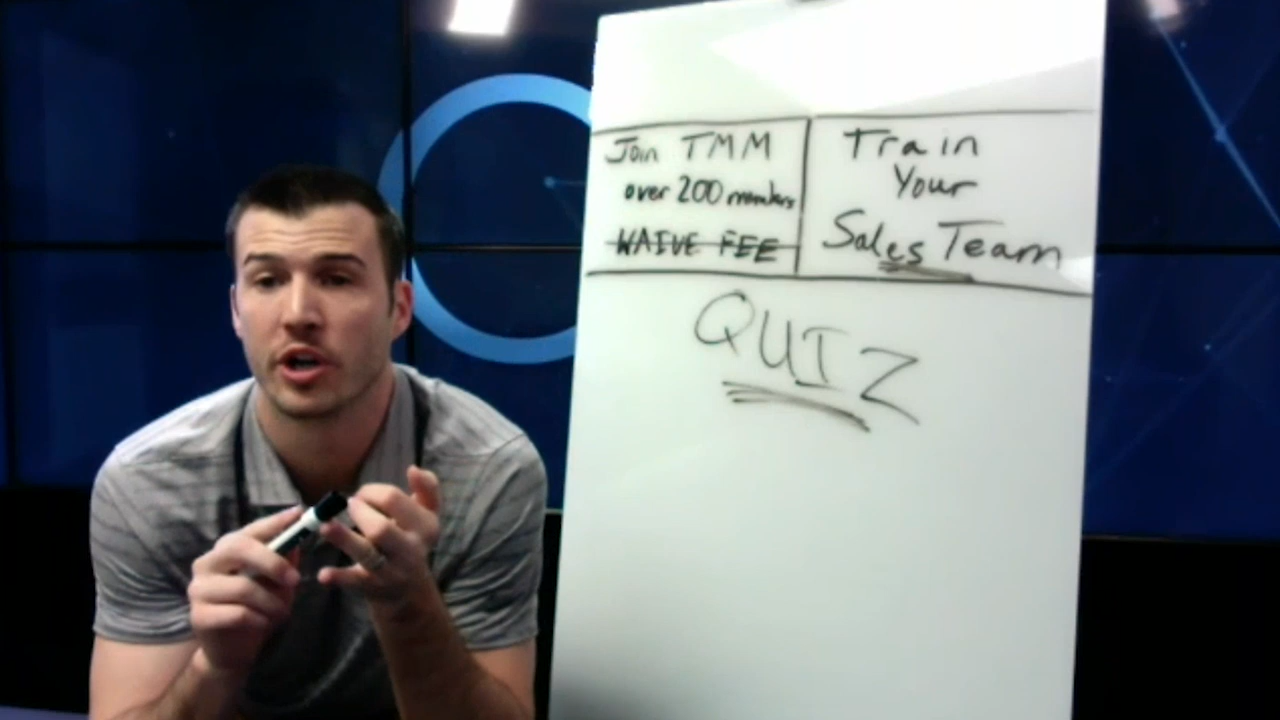 Join TMM
over 200 members
WAIVE FEE
Train
Your
Sales Team
QUIZ